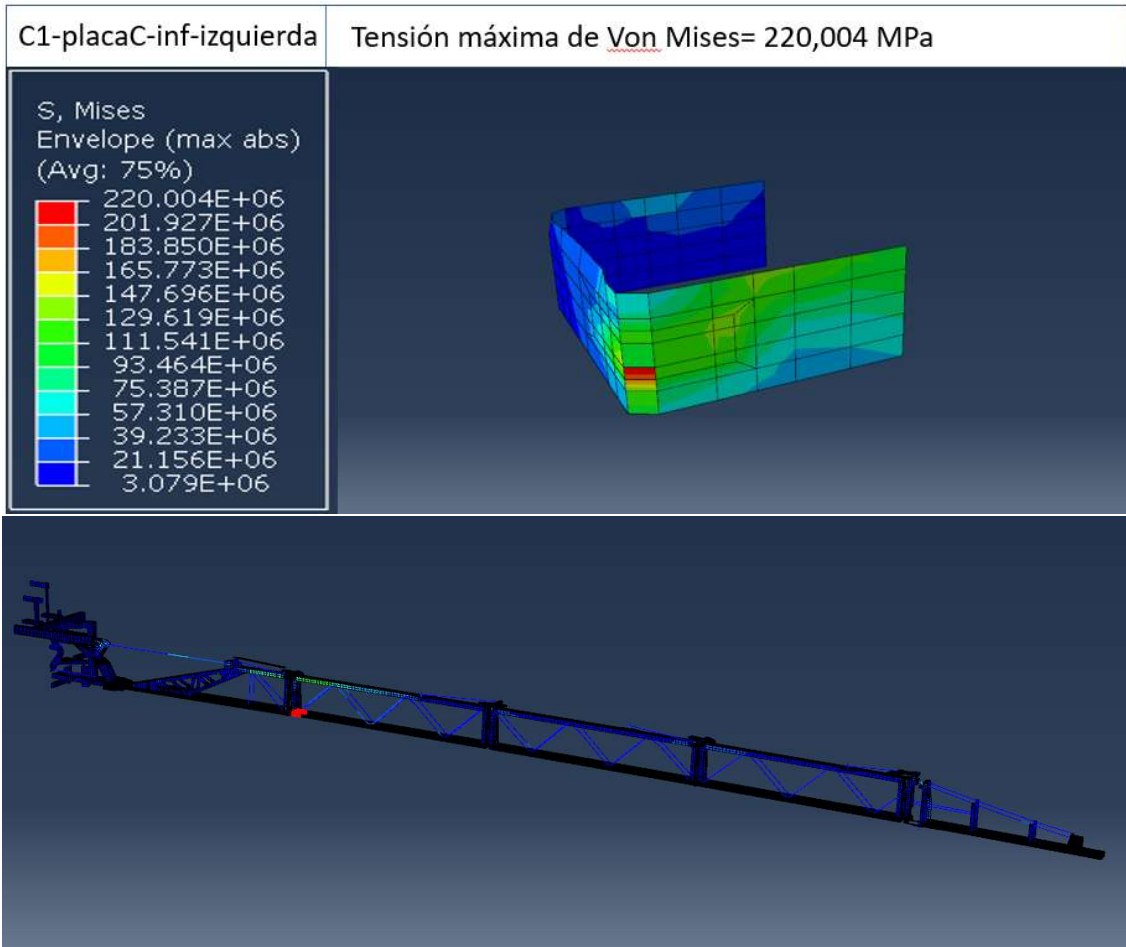 C1-placaC-inf-izquierda
Tensión máxima de Von Mises= 220,004 MPa
S, Mises
Envelope (max abs)
(Avg: 75%)
220.004E+06
201.927E+06
183.850E+06
165.773E+06
147.696E+06
129.619E+06
111.541E+06
93.464E+06
75.387E+06
57.310E+06
39.233E+06
21.156E+06
3.079E+06